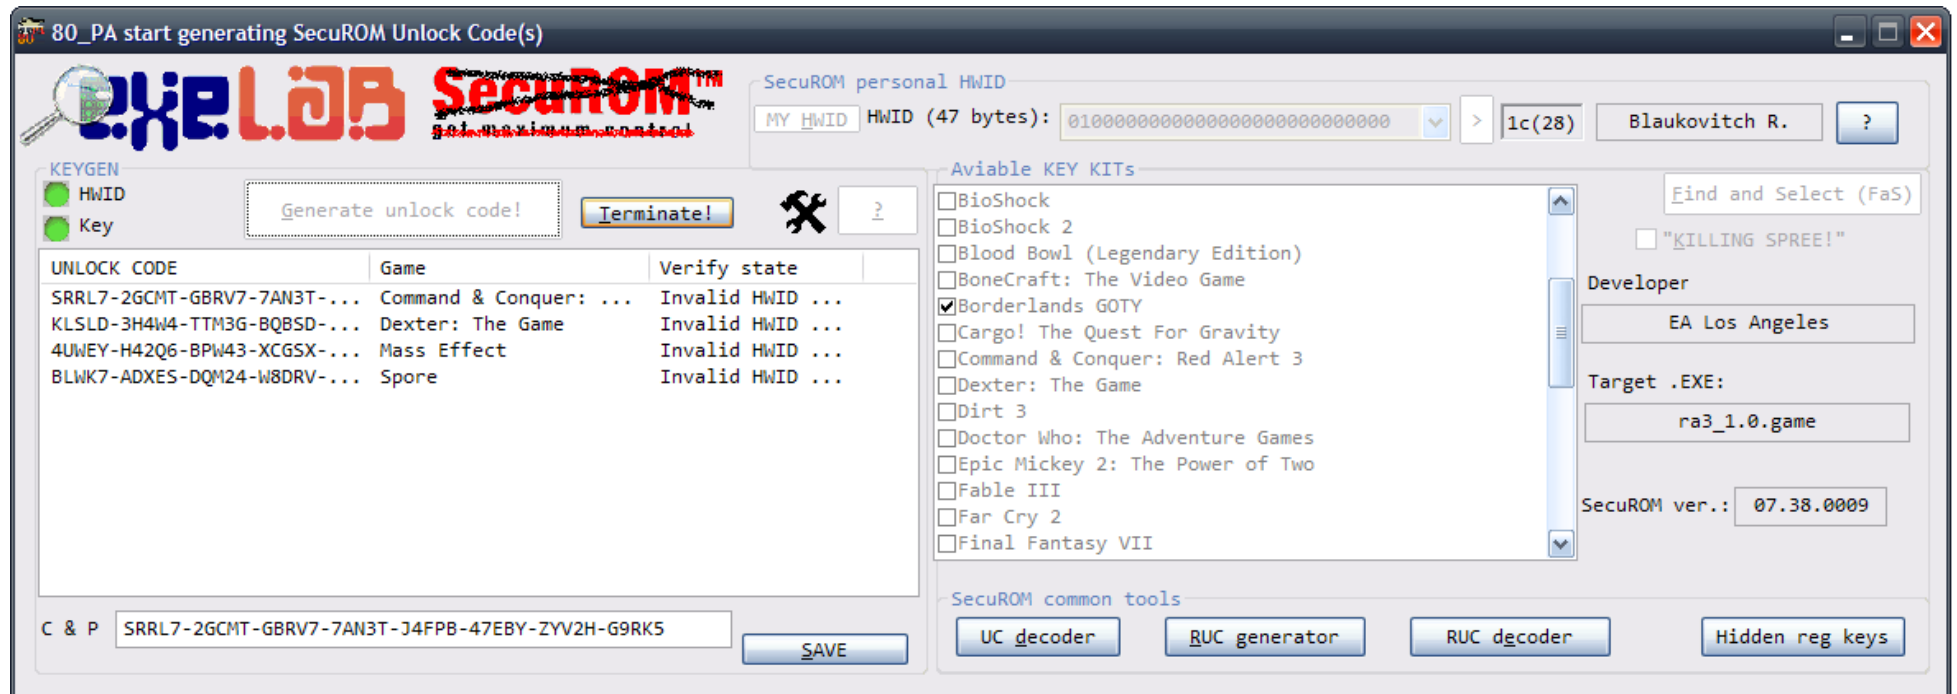 80_PA start generating SecuROM Unlock Code(s)
exeLAB
SecuROM™
SecuROM personal HWID
MY HWID HWID (47 bytes): 0100000000000000000000000000 > 1c(28) Blaukovitch R. ?
KEYGEN
HWID
Key
Generate unlock code!
Terminate!
?
UNLOCK CODE Game Verify state
SRRL7-2GCMT-GBRV7-7AN3T-... Command & Conquer: ... Invalid HWID ...
KLSLD-3H4W4-TTM3G-BQBSD-... Dexter: The Game Invalid HWID ...
4UWEY-H42Q6-BPW43-XCGSX-... Mass Effect Invalid HWID ...
BLWK7-ADXES-DQM24-W8DRV-... Spore Invalid HWID ...
C & P SRRL7-2GCMT-GBRV7-7AN3T-J4FPB-47EBY-ZYV2H-G9RK5
SAVE
Aviable KEY KITs
BioShock
BioShock 2
Blood Bowl (Legendary Edition)
BoneCraft: The Video Game
Borderlands GOTY
Cargo! The Quest For Gravity
Command & Conquer: Red Alert 3
Dexter: The Game
Dirt 3
Doctor Who: The Adventure Games
Epic Mickey 2: The Power of Two
Fable III
Far Cry 2
Final Fantasy VII
Find and Select (FaS)
"KILLING SPREE!"
Developer
EA Los Angeles
Target .EXE:
ra3_1.0.game
SecuROM ver.: 07.38.0009
SecuROM common tools
UC decoder RUC generator RUC decoder Hidden reg keys